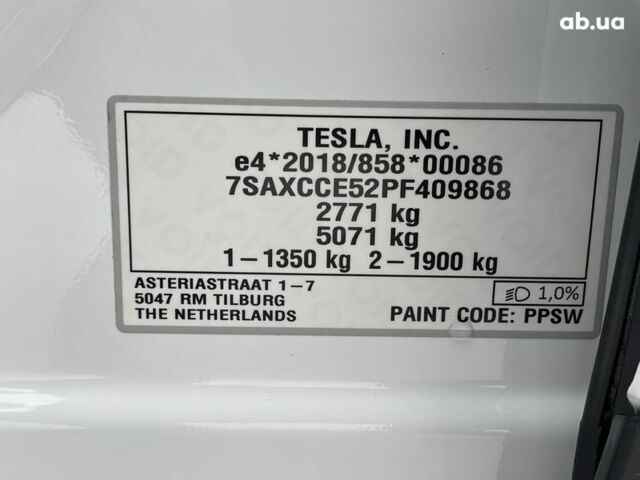 ab.ua
TESLA, INC.
e4*2018/858*00086
7SAXCCE52PF409868
2771 kg
5071 kg
1–1350 kg 2–1900 kg
ASTERIASTRAAT 1–7
5047 RM TILBURG
THE NETHERLANDS
1,0%
PAINT CODE: PPSW